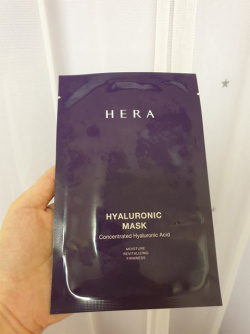 HERA
HYALURONIC
MASK
Concentrated Hyaluronic Acid
MOISTURE
REVITALIZING
FIRMNESS